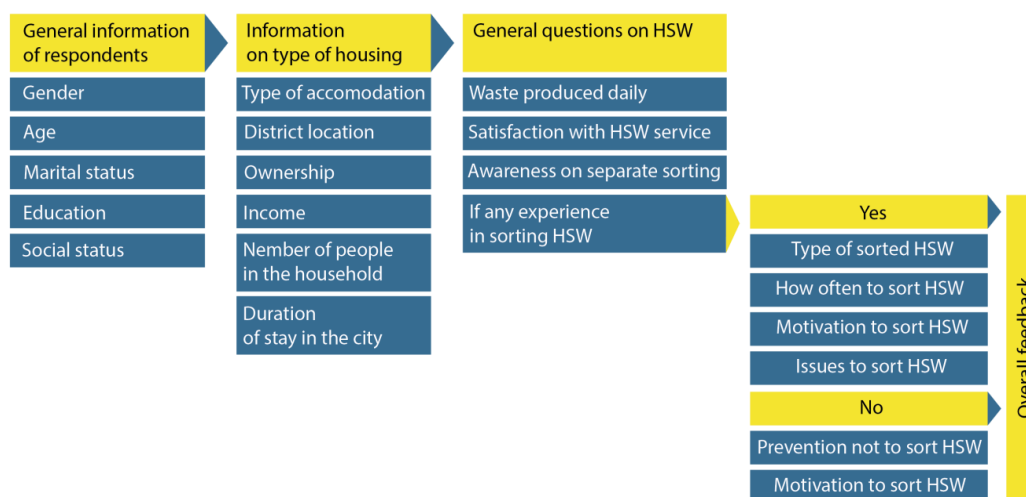 General information
of respondents
Gender
Age
Marital status
Education
Social status
Information
on type of housing
Type of accomodation
District location
Ownership
Income
Nember of people
in the household
Duration
of stay in the city
General questions on HSW
Waste produced daily
Satisfaction with HSW service
Awareness on separate sorting
If any experience
in sorting HSW
Yes
Type of sorted HSW
How often to sort HSW
Motivation to sort HSW
Issues to sort HSW
No
Prevention not to sort HSW
Motivation to sort HSW
Overall feedback